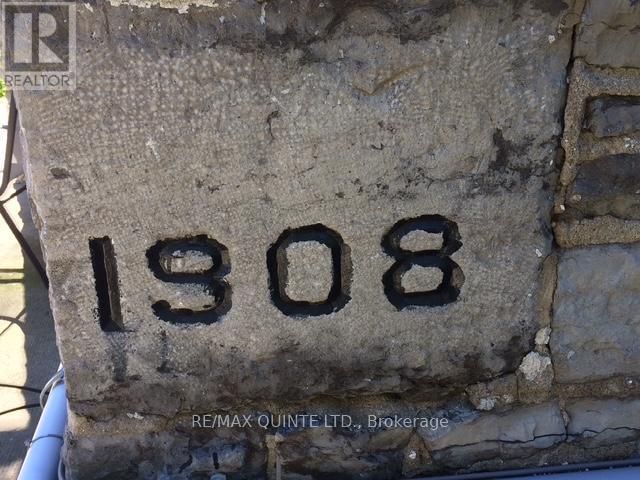 R
REALTOR
1908
RE/MAX QUINTE LTD., Brokerage